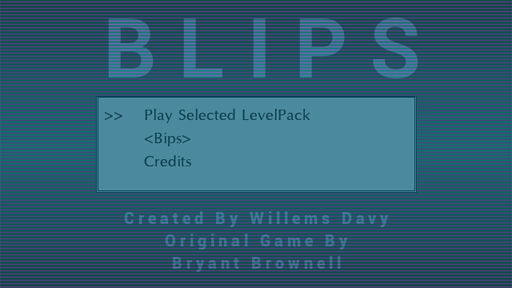 BLIPS
>> Play Selected LevelPack
<Bips>
Credits
Created By Willems Davy
Original Game By
Bryant Brownell